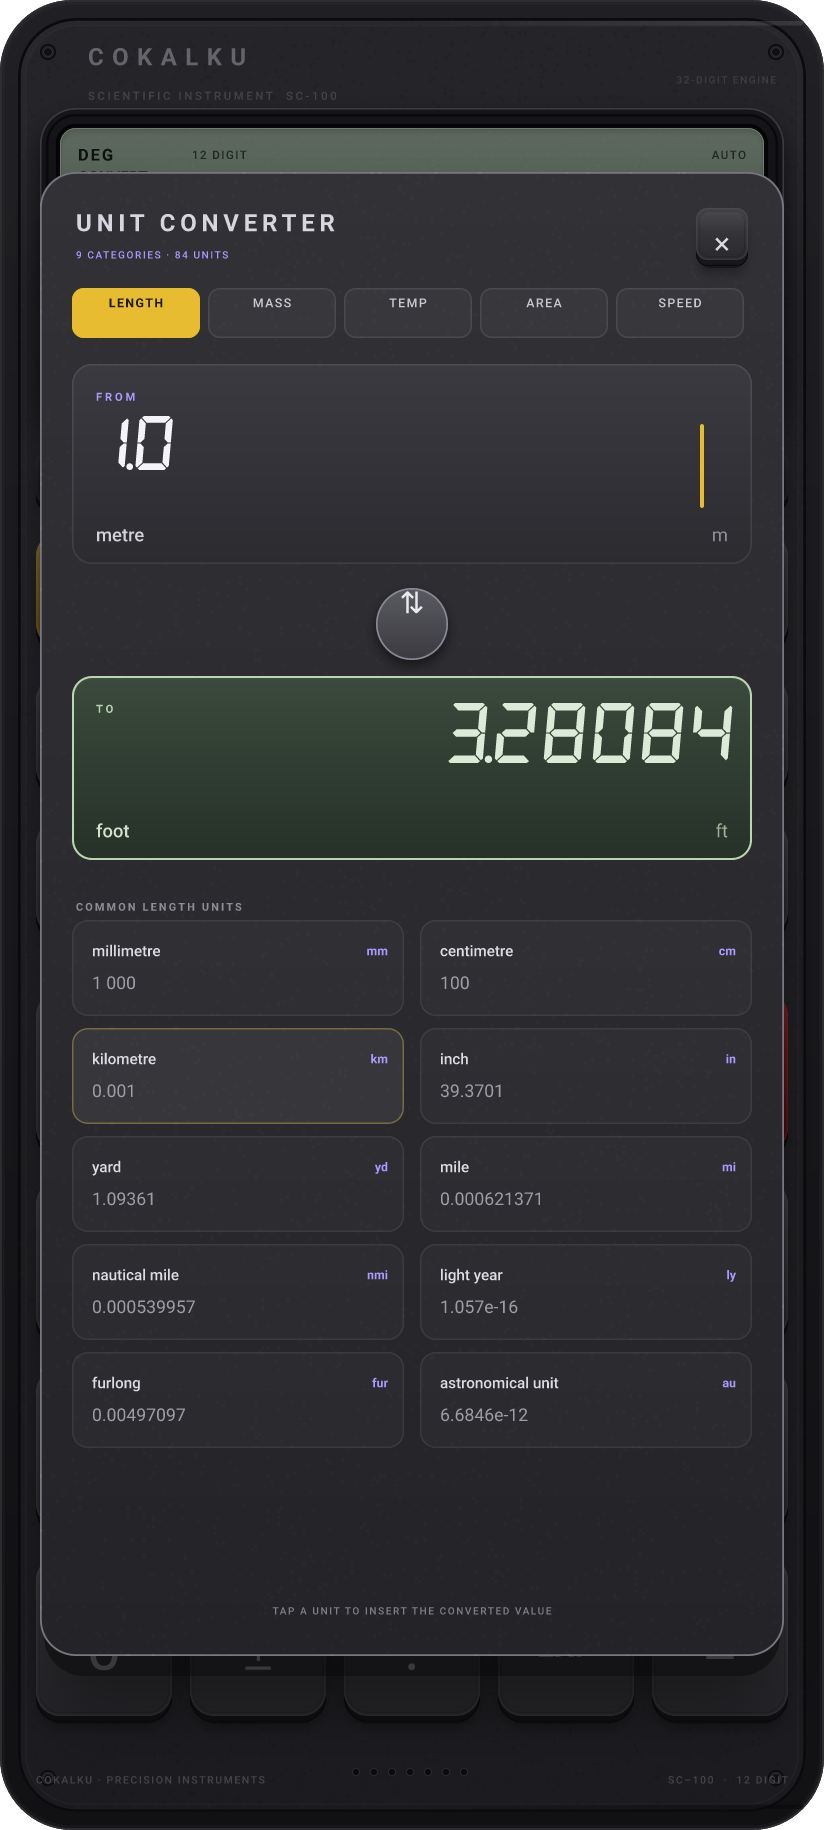 COKALKU
32-DIGIT ENGINE
SCIENTIFIC INSTRUMENT SC-100
DEG 12 DIGIT AUTO
UNIT CONVERTER
×
9 CATEGORIES · 84 UNITS
LENGTH MASS TEMP AREA SPEED
FROM
1.0
metre m
⇅
TO
3.28084
foot ft
COMMON LENGTH UNITS
millimetre mm
1 000
centimetre cm
100
kilometre km
0.001
inch in
39.3701
yard yd
1.09361
mile mi
0.000621371
nautical mile nmi
0.000539957
light year ly
1.057e-16
furlong fur
0.00497097
astronomical unit au
6.6846e-12
TAP A UNIT TO INSERT THE CONVERTED VALUE
COKALKU · PRECISION INSTRUMENTS
SC-100 · 12 DIGIT